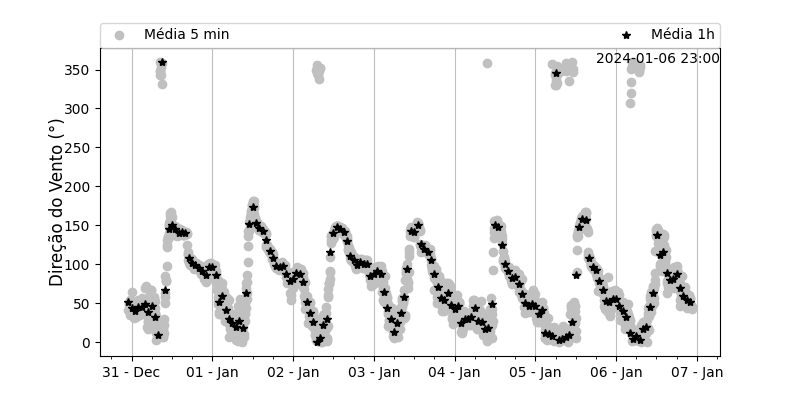 Média 5 min
Média 1h
2024-01-06 23:00
Direção do Vento (°)
350
300
250
200
150
100
50
0
31 - Dec
01 - Jan
02 - Jan
03 - Jan
04 - Jan
05 - Jan
06 - Jan
07 - Jan